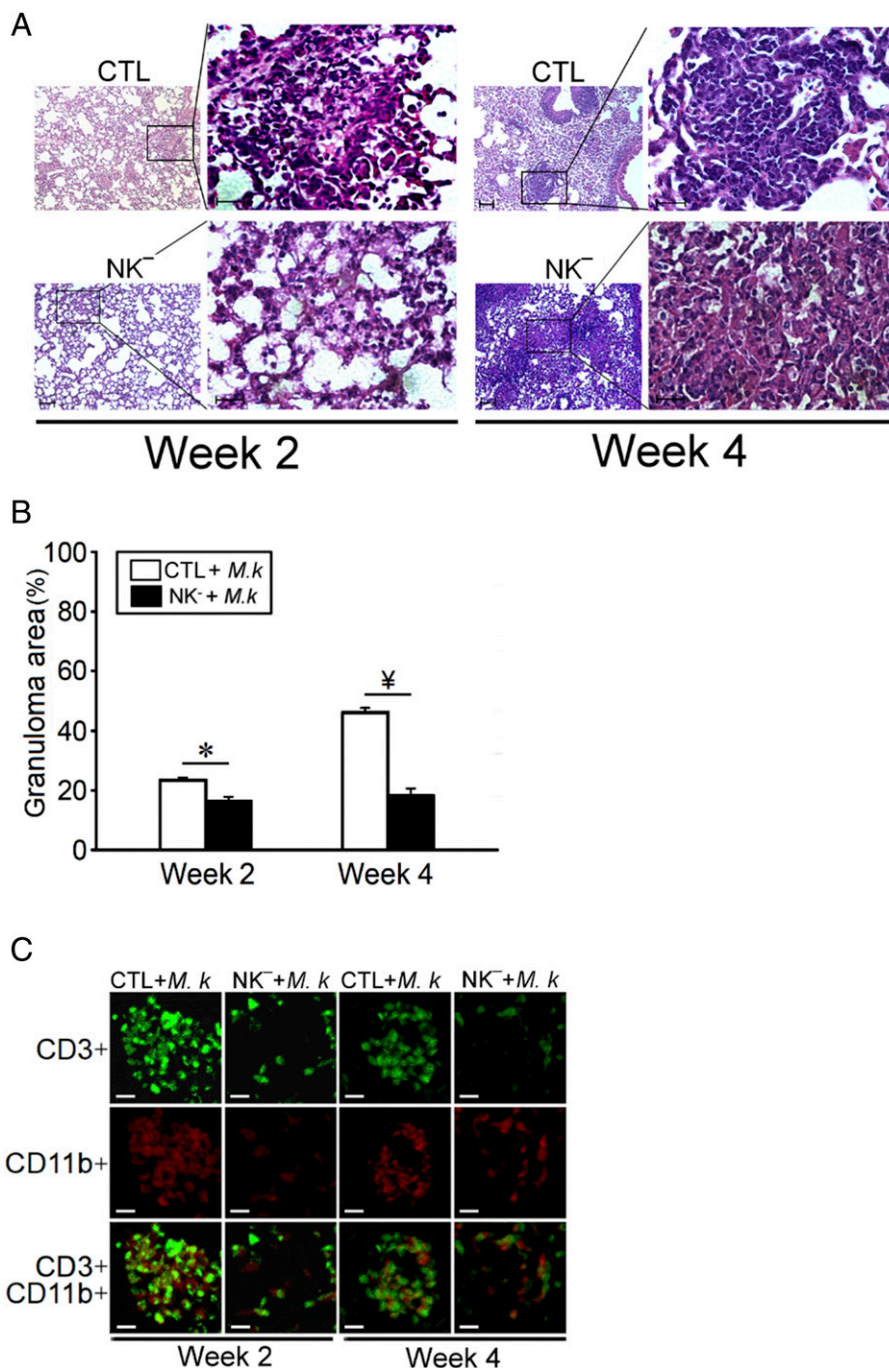 A
CTL
CTL
NK⁻
NK⁻
Week 2
Week 4
B
100
80
60
40
20
0
Granuloma area(%)
CTL + M.k
NK⁻ + M.k
*
¥
Week 2
Week 4
C
CTL+M. k
NK⁻+M. k
CTL+M. k
NK⁻+M. k
CD3+
CD11b+
CD3+
CD11b+
Week 2
Week 4